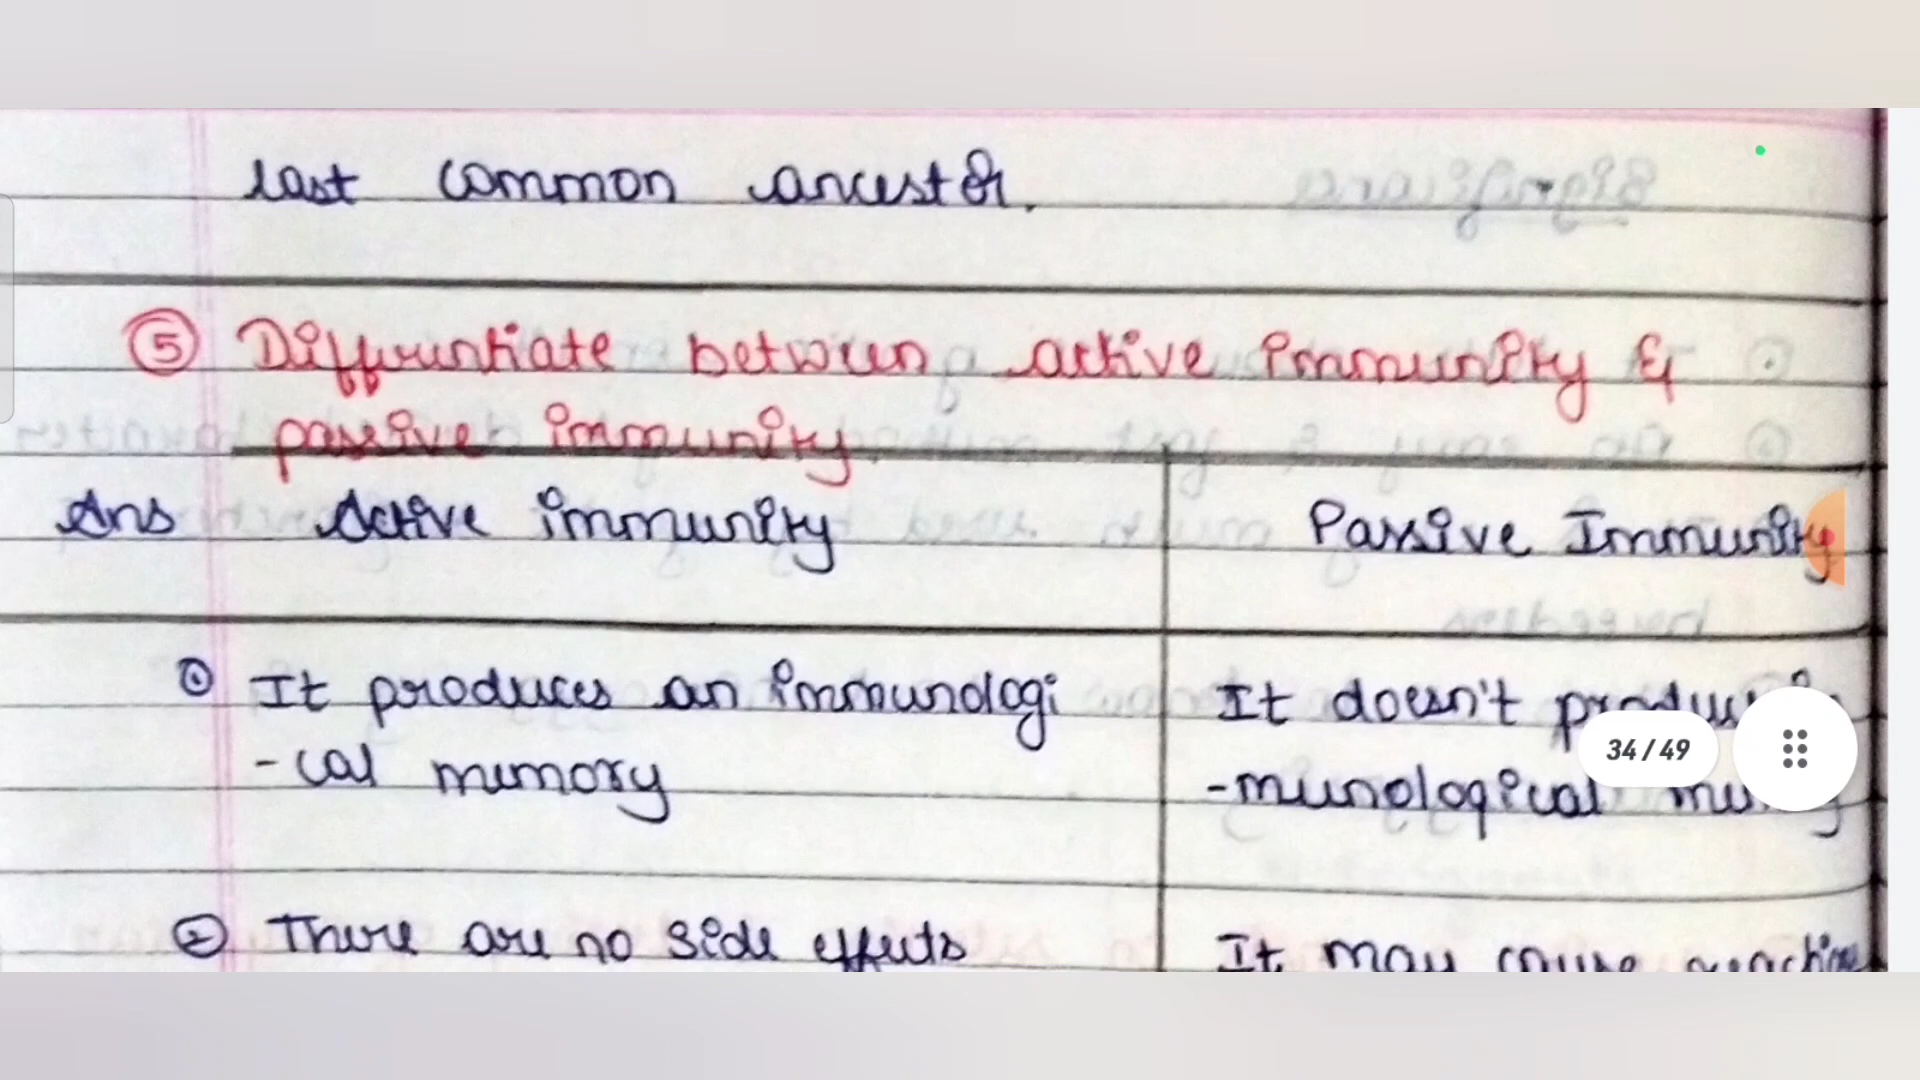 last common ancestor.
⑤ Differentiate between active immunity &
passive immunity
Ans Active immunity Passive Immunity
① It produces an immunologi It doesn't
-cal memory -munological
② There are no side effects It may cause reaction
34/49